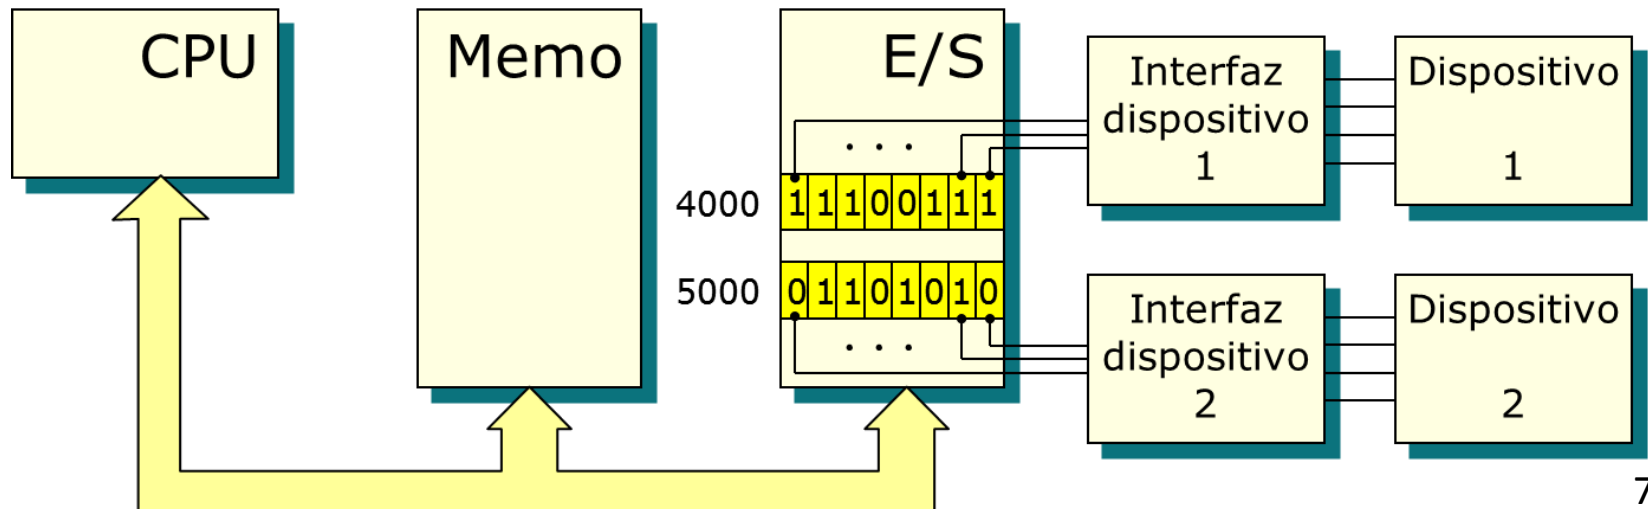 CPU
Memo
E/S
. . .
4000 1 1 1 0 0 1 1 1
5000 0 1 1 0 1 0 1 0
. . .
Interfaz
dispositivo
1
Dispositivo
1
Interfaz
dispositivo
2
Dispositivo
2
7